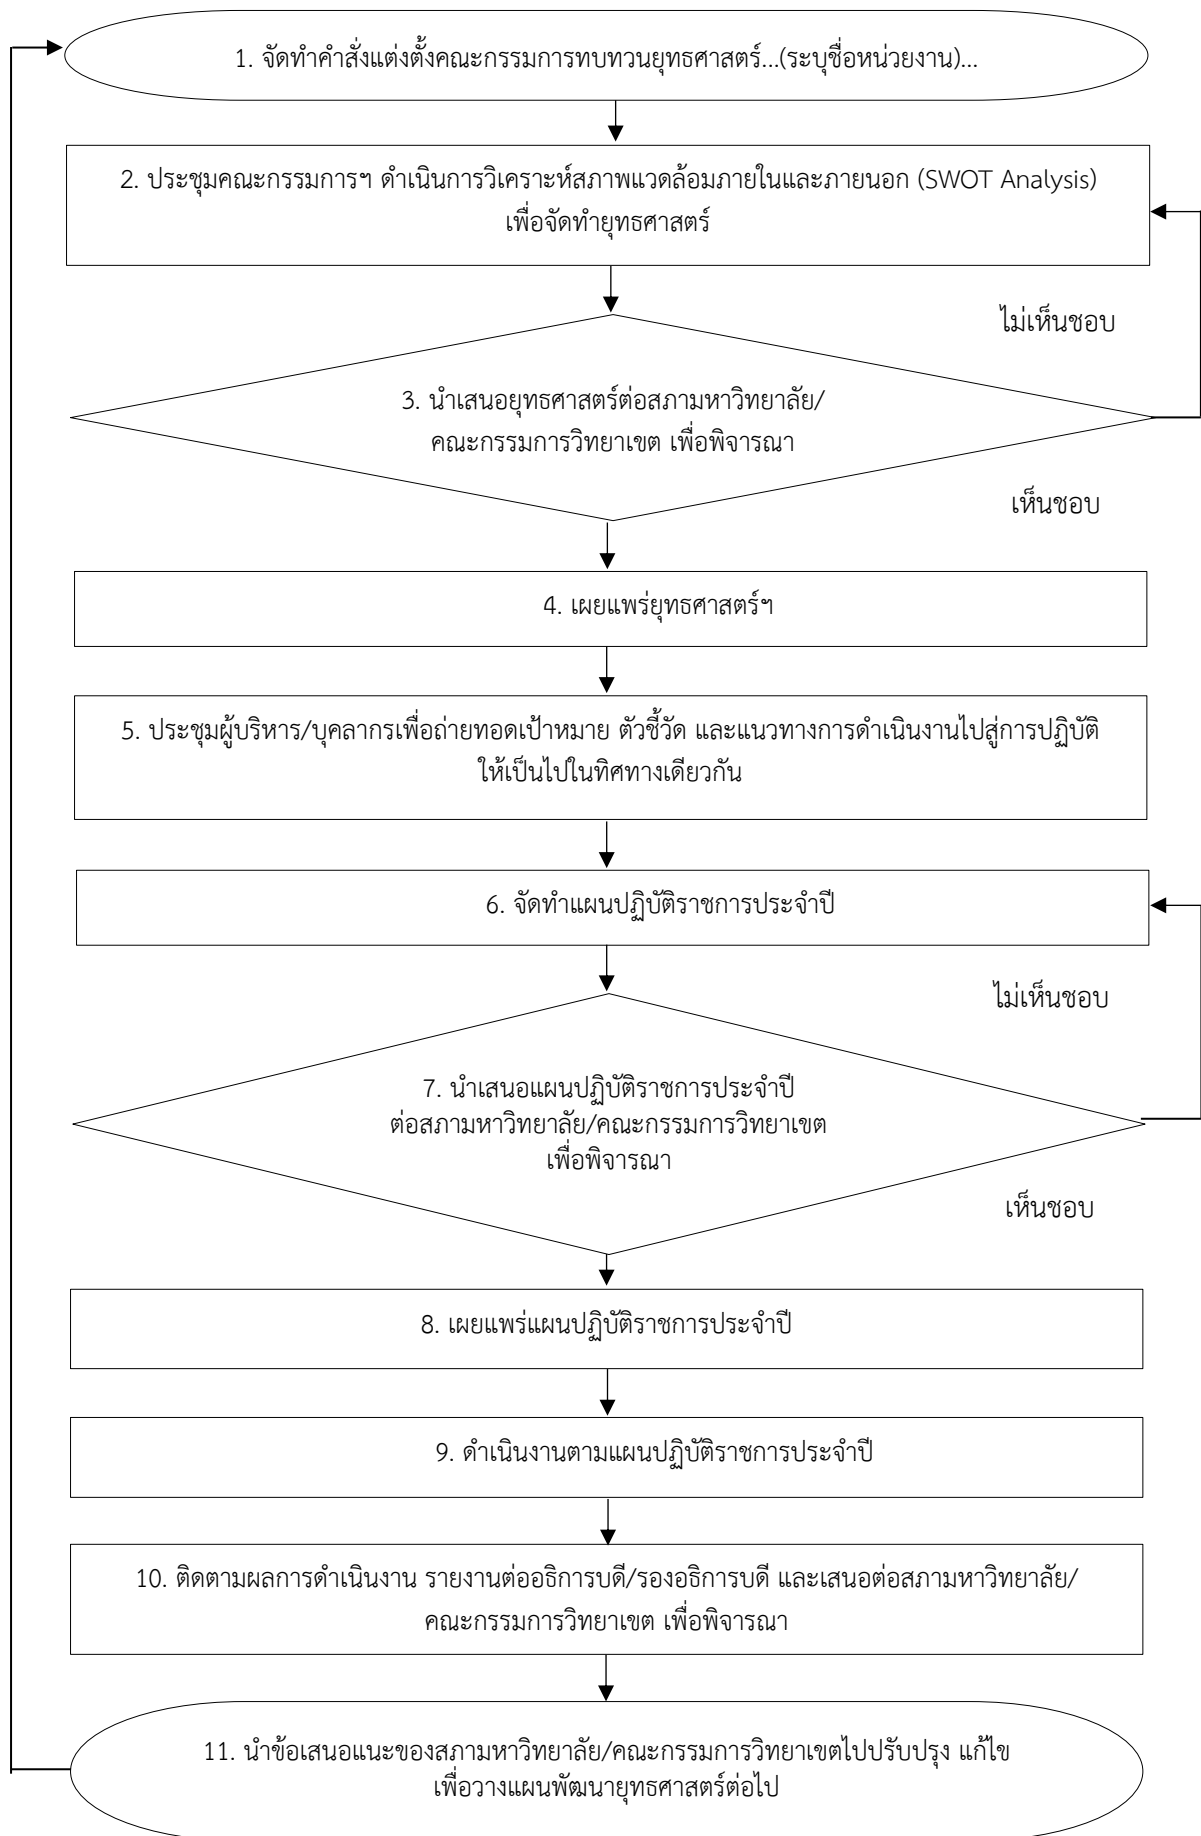 1. จัดทำคำสั่งแต่งตั้งคณะกรรมการทบทวนยุทธศาสตร์...(ระบุชื่อหน่วยงาน)...
2. ประชุมคณะกรรมการฯ ดำเนินการวิเคราะห์สภาพแวดล้อมภายในและภายนอก (SWOT Analysis)
เพื่อจัดทำยุทธศาสตร์
ไม่เห็นชอบ
3. นำเสนอยุทธศาสตร์ต่อสภามหาวิทยาลัย/
คณะกรรมการวิทยาเขต เพื่อพิจารณา
เห็นชอบ
4. เผยแพร่ยุทธศาสตร์ฯ
5. ประชุมผู้บริหาร/บุคลากรเพื่อถ่ายทอดเป้าหมาย ตัวชี้วัด และแนวทางการดำเนินงานไปสู่การปฏิบัติ
ให้เป็นไปในทิศทางเดียวกัน
6. จัดทำแผนปฏิบัติราชการประจำปี
ไม่เห็นชอบ
7. นำเสนอแผนปฏิบัติราชการประจำปี
ต่อสภามหาวิทยาลัย/คณะกรรมการวิทยาเขต
เพื่อพิจารณา
เห็นชอบ
8. เผยแพร่แผนปฏิบัติราชการประจำปี
9. ดำเนินงานตามแผนปฏิบัติราชการประจำปี
10. ติดตามผลการดำเนินงาน รายงานต่ออธิการบดี/รองอธิการบดี และเสนอต่อสภามหาวิทยาลัย/
คณะกรรมการวิทยาเขต เพื่อพิจารณา
11. นำข้อเสนอแนะของสภามหาวิทยาลัย/คณะกรรมการวิทยาเขตไปปรับปรุง แก้ไข
เพื่อวางแผนพัฒนายุทธศาสตร์ต่อไป